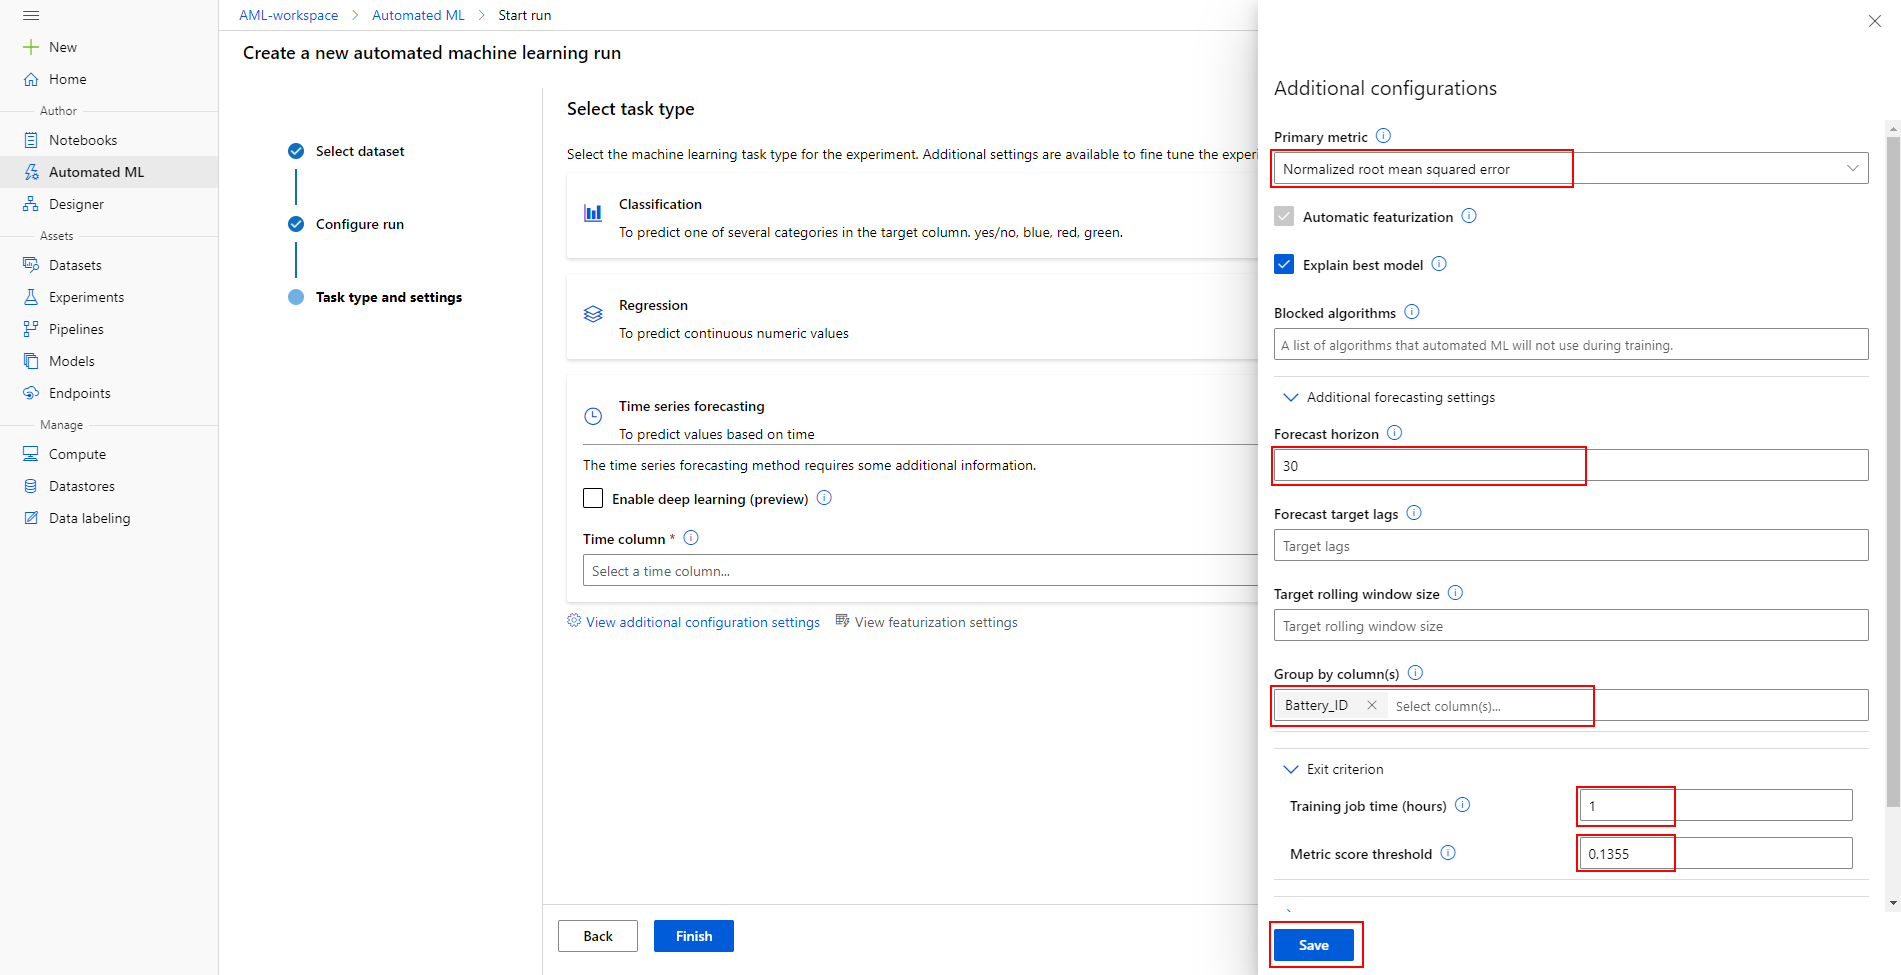 New
Home
Author
Notebooks
Automated ML
Designer
Assets
Datasets
Experiments
Pipelines
Models
Endpoints
Manage
Compute
Datastores
Data labeling
AML-workspace > Automated ML > Start run
Create a new automated machine learning run
Select dataset
Configure run
Task type and settings
Select task type
Select the machine learning task type for the experiment. Additional settings are available to fine tune the experi
Classification
To predict one of several categories in the target column. yes/no, blue, red, green.
Regression
To predict continuous numeric values
Time series forecasting
To predict values based on time
The time series forecasting method requires some additional information.
Enable deep learning (preview)
Time column *
Select a time column...
View additional configuration settings View featurization settings
Back Finish
Additional configurations
Primary metric
Normalized root mean squared error
Automatic featurization
Explain best model
Blocked algorithms
A list of algorithms that automated ML will not use during training.
Additional forecasting settings
Forecast horizon
30
Forecast target lags
Target lags
Target rolling window size
Target rolling window size
Group by column(s)
Battery_ID Select column(s)...
Exit criterion
Training job time (hours) 1
Metric score threshold 0.1355
Save